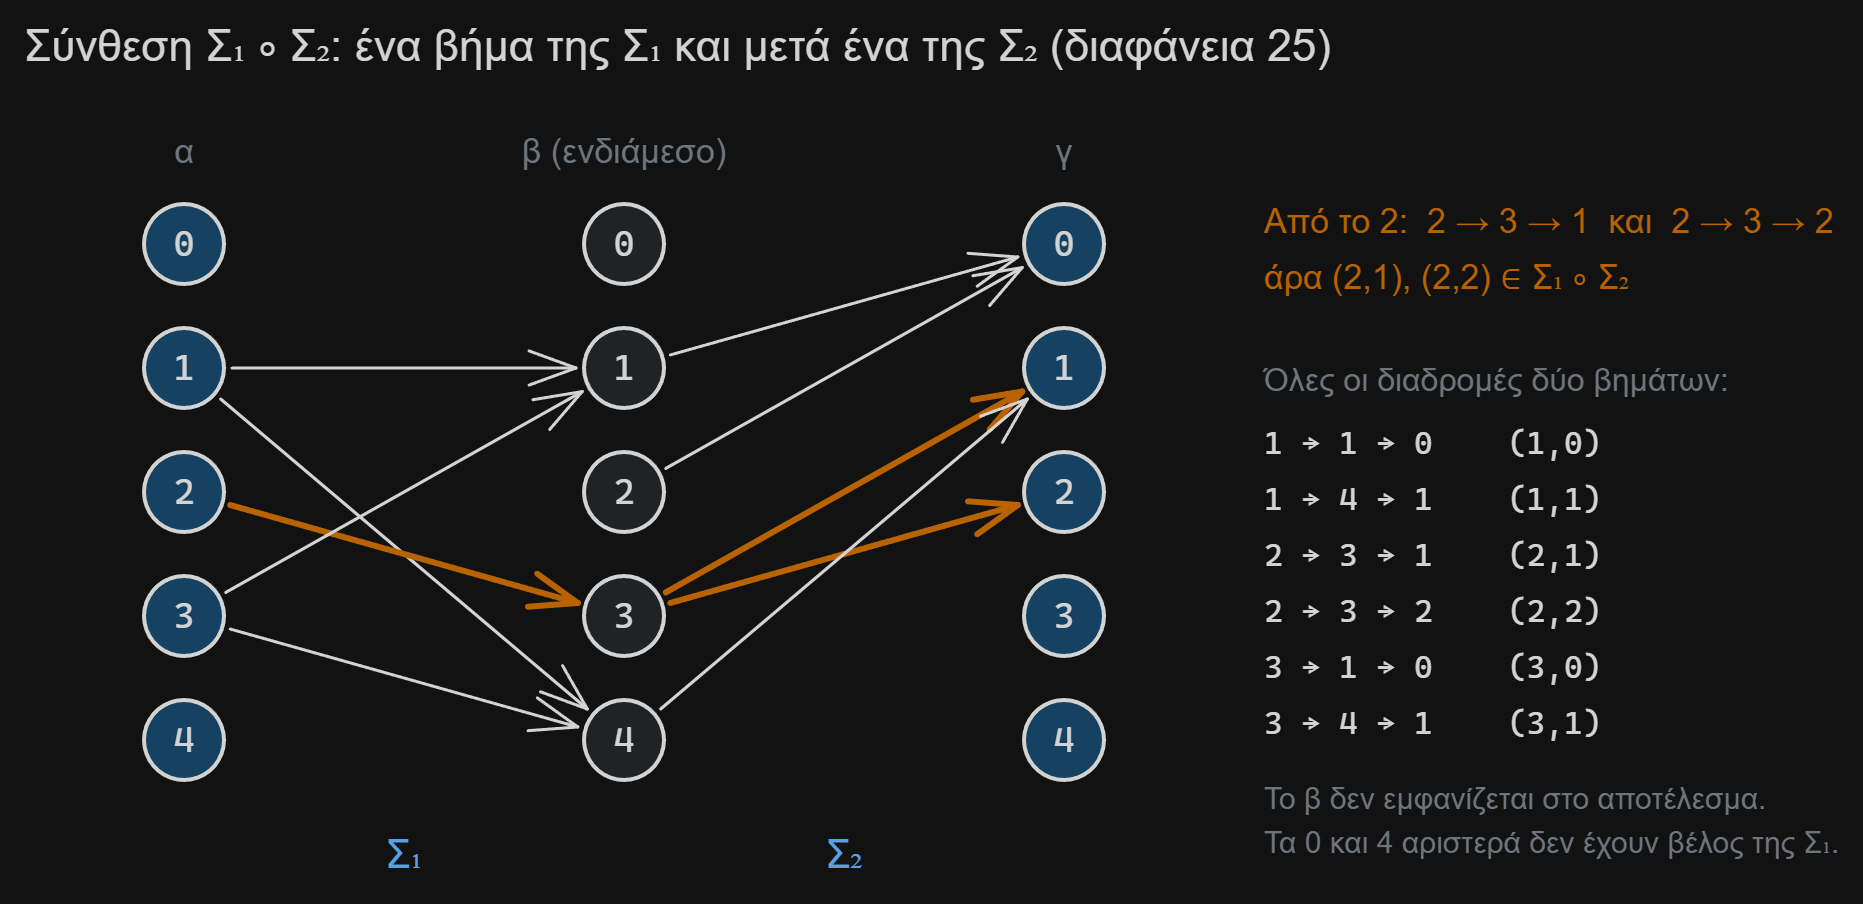 Σύνθεση Σ₁ ∘ Σ₂: ένα βήμα της Σ₁ και μετά ένα της Σ₂ (διαφάνεια 25)
α β (ενδιάμεσο) γ
0 0 0
1 1 1
2 2 2
3 3 3
4 4 4
Σ₁ Σ₂
Από το 2: 2 → 3 → 1 και 2 → 3 → 2
άρα (2,1), (2,2) ∈ Σ₁ ∘ Σ₂
Όλες οι διαδρομές δύο βημάτων:
1 → 1 → 0 (1,0)
1 → 4 → 1 (1,1)
2 → 3 → 1 (2,1)
2 → 3 → 2 (2,2)
3 → 1 → 0 (3,0)
3 → 4 → 1 (3,1)
Το β δεν εμφανίζεται στο αποτέλεσμα.
Τα 0 και 4 αριστερά δεν έχουν βέλος της Σ₁.